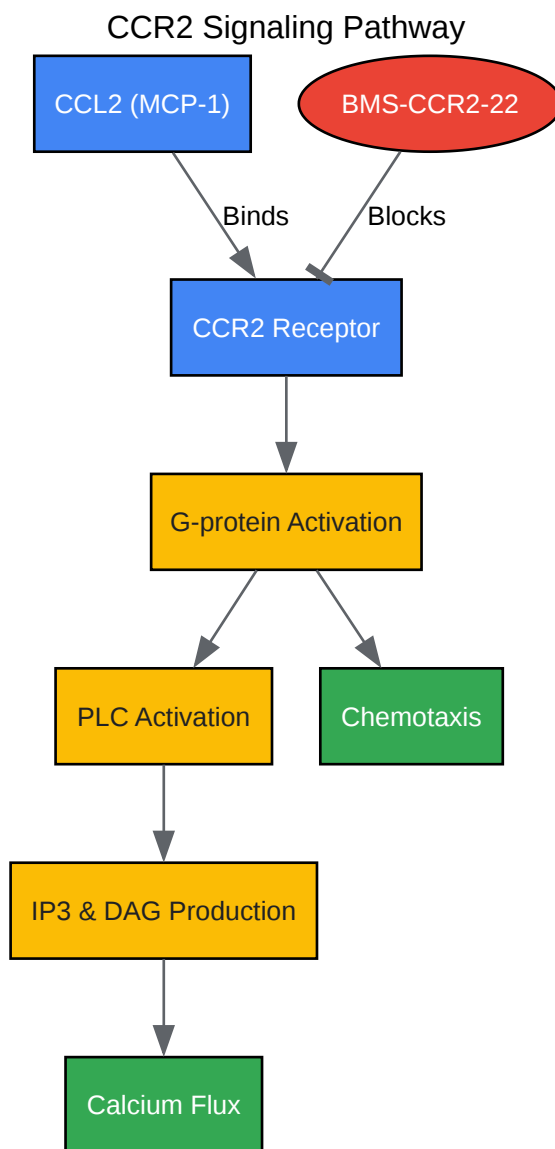 CCR2 Signaling Pathway
CCL2 (MCP-1)
BMS-CCR2-22
Binds
Blocks
CCR2 Receptor
G-protein Activation
PLC Activation
Chemotaxis
IP3 & DAG Production
Calcium Flux